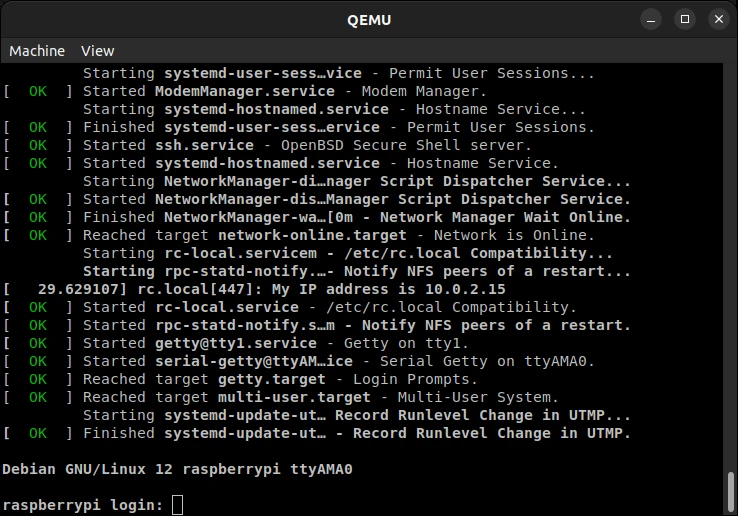 QEMU
Machine View
Starting systemd-user-sess…vice - Permit User Sessions...
[ OK ] Started ModemManager.service - Modem Manager.
Starting systemd-hostnamed.service - Hostname Service...
[ OK ] Finished systemd-user-sess…ervice - Permit User Sessions.
[ OK ] Started ssh.service - OpenBSD Secure Shell server.
[ OK ] Started systemd-hostnamed.service - Hostname Service.
Starting NetworkManager-di…nager Script Dispatcher Service...
[ OK ] Started NetworkManager-dis…Manager Script Dispatcher Service.
[ OK ] Finished NetworkManager-wa…[0m - Network Manager Wait Online.
[ OK ] Reached target network-online.target - Network is Online.
Starting rc-local.servicem - /etc/rc.local Compatibility...
Starting rpc-statd-notify.…- Notify NFS peers of a restart...
[ 29.629107] rc.local[447]: My IP address is 10.0.2.15
[ OK ] Started rc-local.service - /etc/rc.local Compatibility.
[ OK ] Started rpc-statd-notify.s…m - Notify NFS peers of a restart.
[ OK ] Started getty@tty1.service - Getty on tty1.
[ OK ] Started serial-getty@ttyAM…ice - Serial Getty on ttyAMA0.
[ OK ] Reached target getty.target - Login Prompts.
[ OK ] Reached target multi-user.target - Multi-User System.
Starting systemd-update-ut… Record Runlevel Change in UTMP...
[ OK ] Finished systemd-update-ut… - Record Runlevel Change in UTMP.
Debian GNU/Linux 12 raspberrypi ttyAMA0
raspberrypi login: